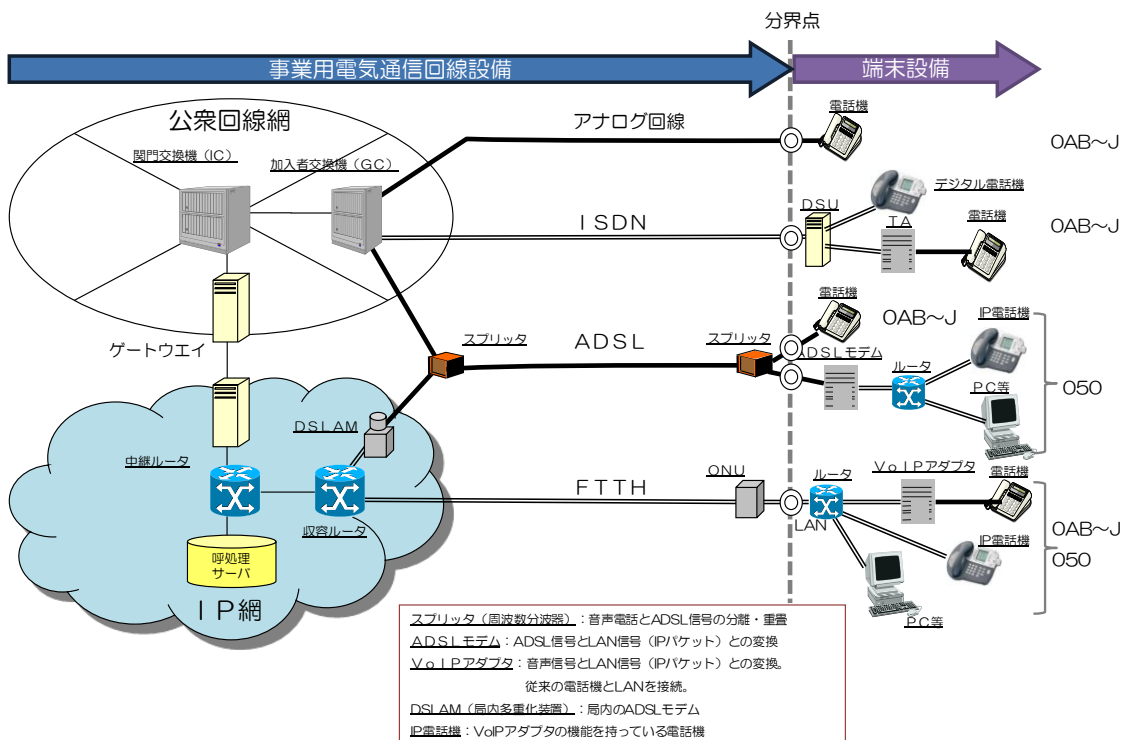 分界点
事業用電気通信回線設備
端末設備
公衆回線網
関門交換機（IC）
加入者交換機（GC）
アナログ回線
電話機
0AB～J
ＩＳＤＮ
DSU
デジタル電話機
TA
電話機
0AB～J
ゲートウエイ
スプリッタ
ＡＤＳＬ
スプリッタ
電話機
0AB～J
ＡＤＳＬモデム
ルータ
IP電話機
ＰＣ等
050
DSLAM
中継ルータ
収容ルータ
呼処理
サーバ
ＩＰ網
ＦＴＴＨ
ONU
LAN
ルータ
ＶｏＩＰアダプタ
電話機
IP電話機
ＰＣ等
0AB～J
050
スプリッタ（周波数分波器）：音声電話とADSL信号の分離・重畳
ＡＤＳＬモデム：ADSL信号とLAN信号（IPパケット）との変換
ＶｏＩＰアダプタ：音声信号とLAN信号（IPパケット）との変換。
従来の電話機とLANを接続。
DSLAM（局内多重化装置）：局内のADSLモデム
IP電話機：VoIPアダプタの機能を持っている電話機